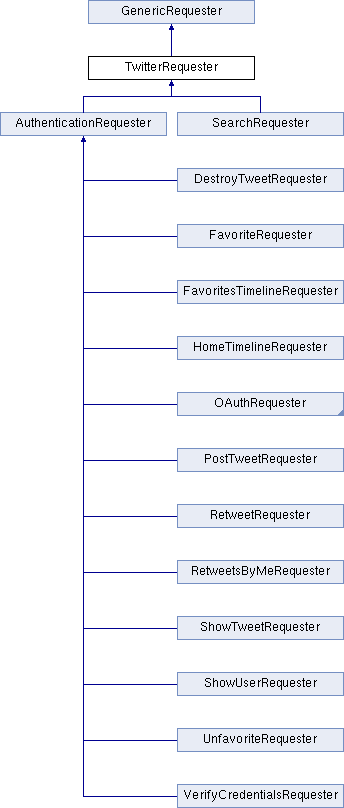 GenericRequester
TwitterRequester
AuthenticationRequester
SearchRequester
DestroyTweetRequester
FavoriteRequester
FavoritesTimelineRequester
HomeTimelineRequester
OAuthRequester
PostTweetRequester
RetweetRequester
RetweetsByMeRequester
ShowTweetRequester
ShowUserRequester
UnfavoriteRequester
VerifyCredentialsRequester